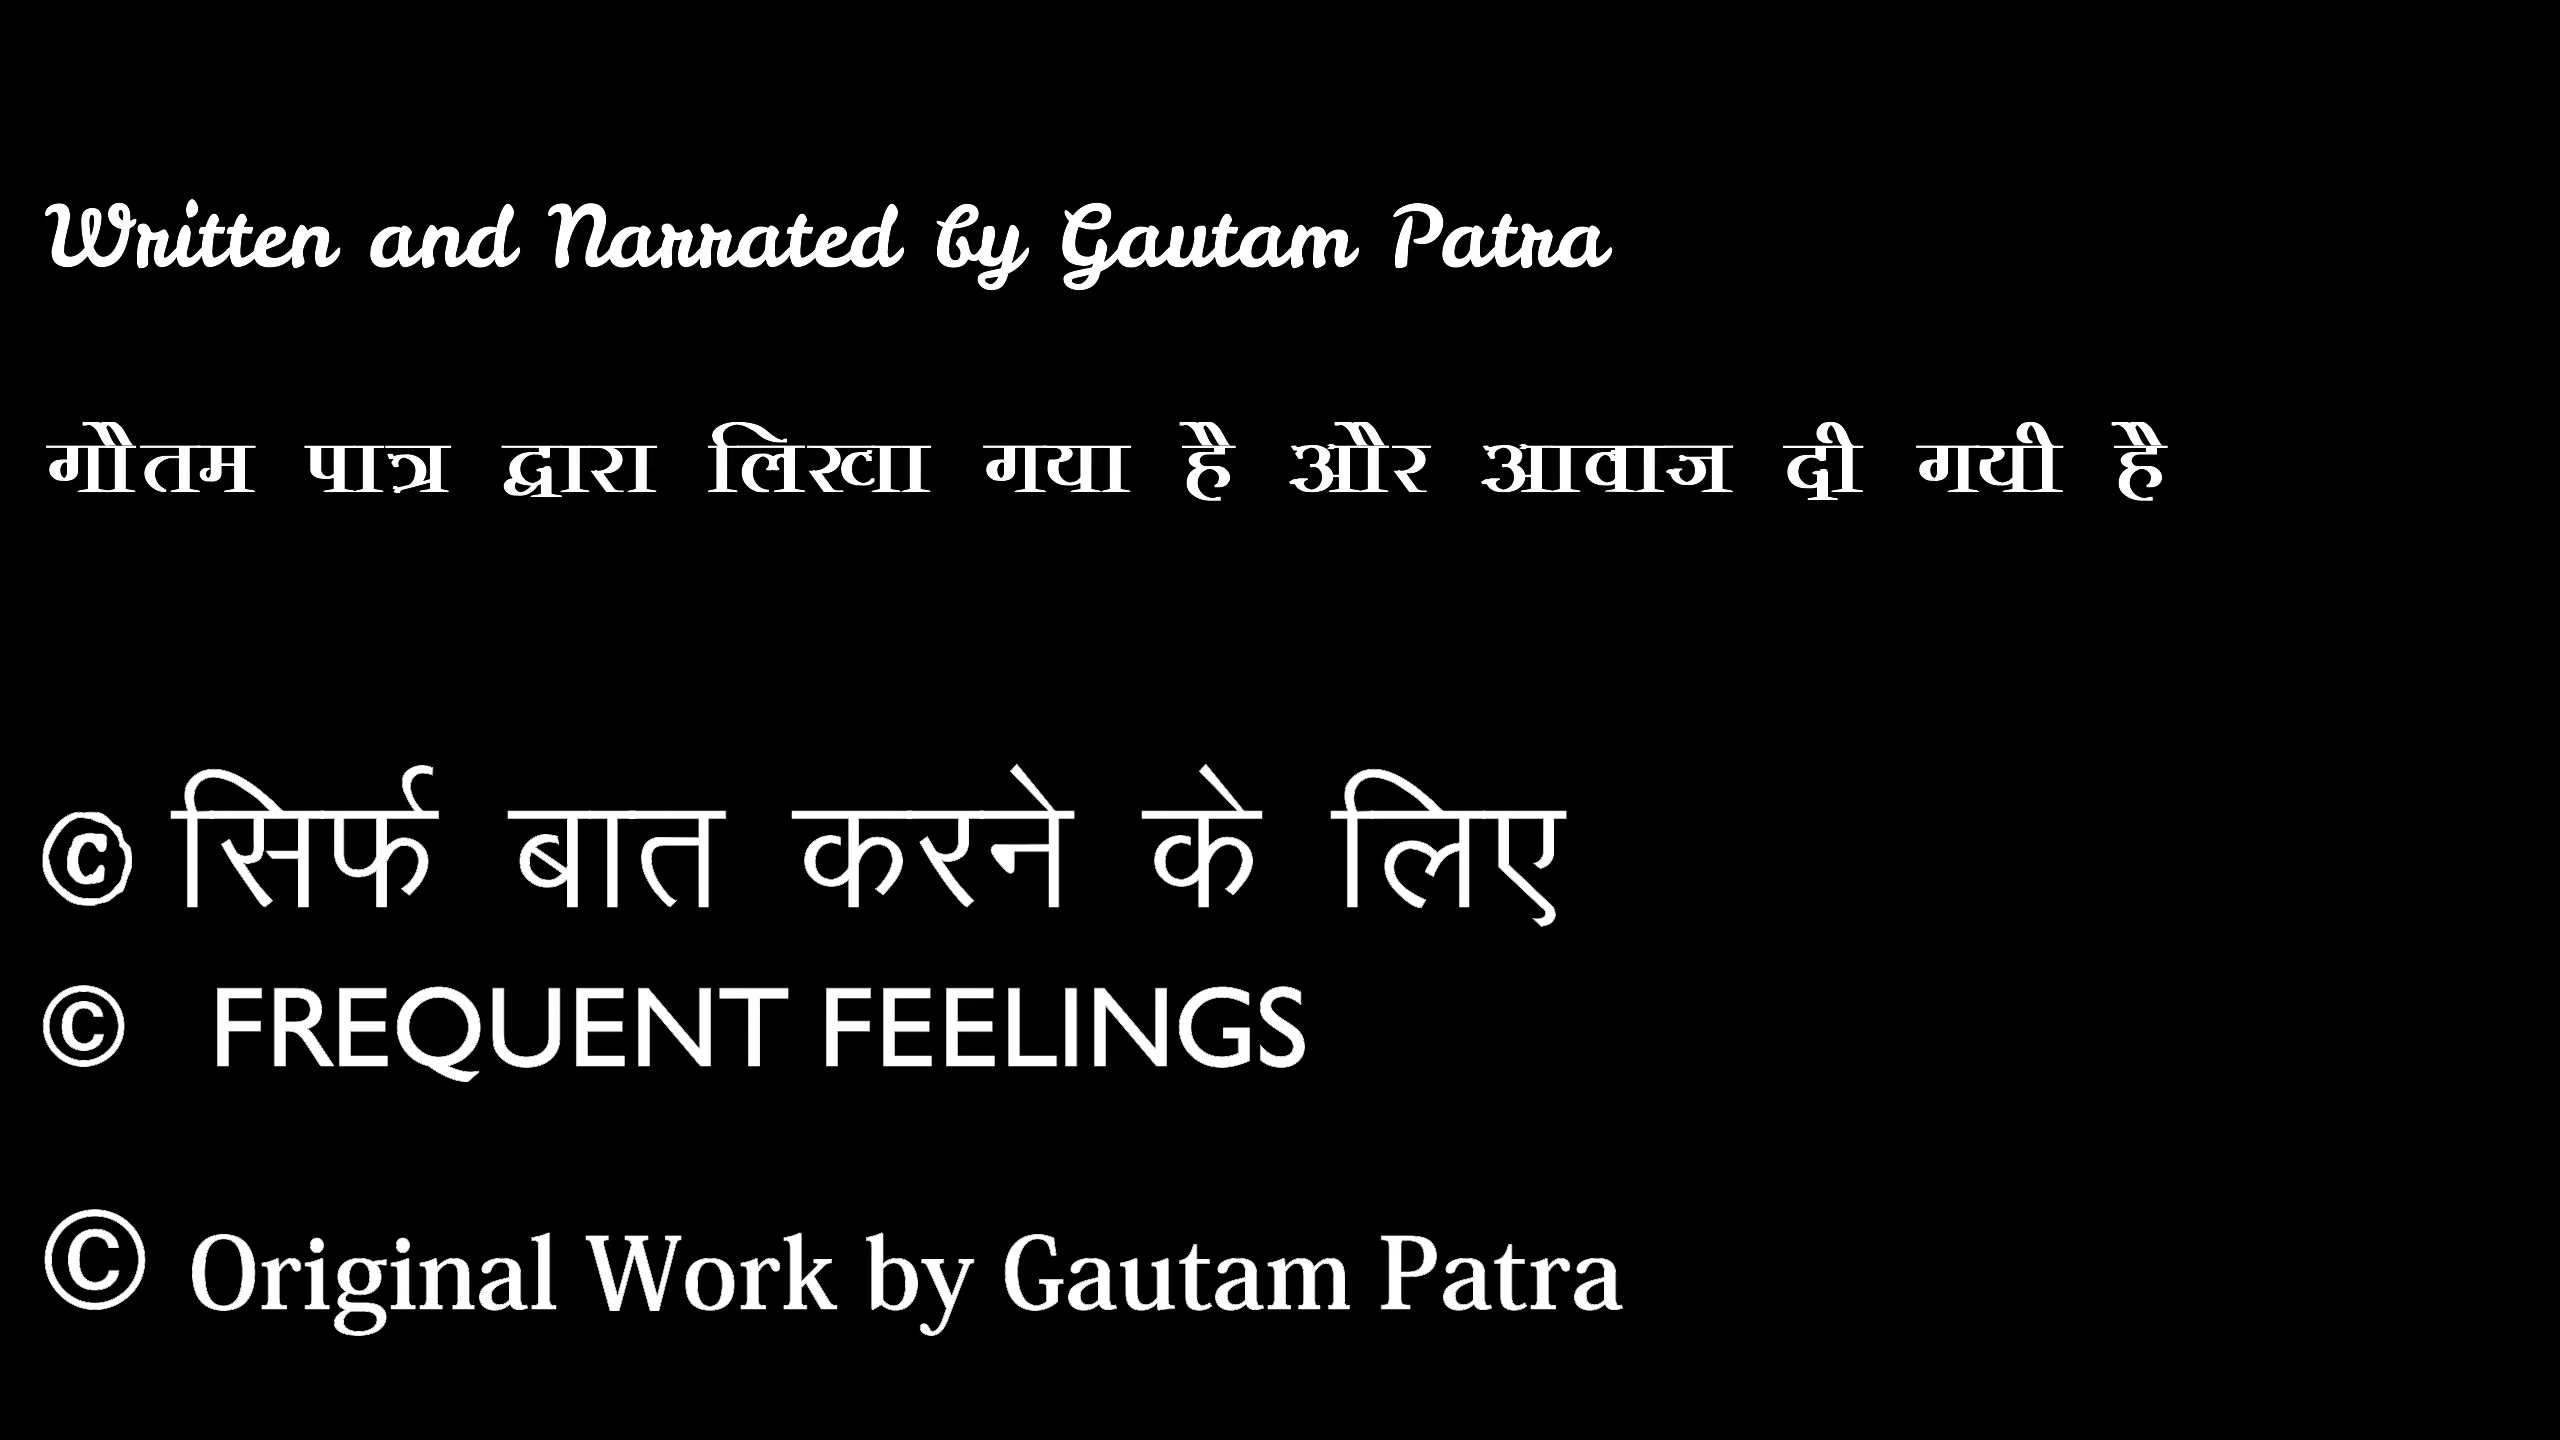 Written and Narrated by Gautam Patra
गौतम पात्र द्वारा लिखा गया है और आवाज दी गयी है
© सिर्फ बात करने के लिए
© FREQUENT FEELINGS
© Original Work by Gautam Patra